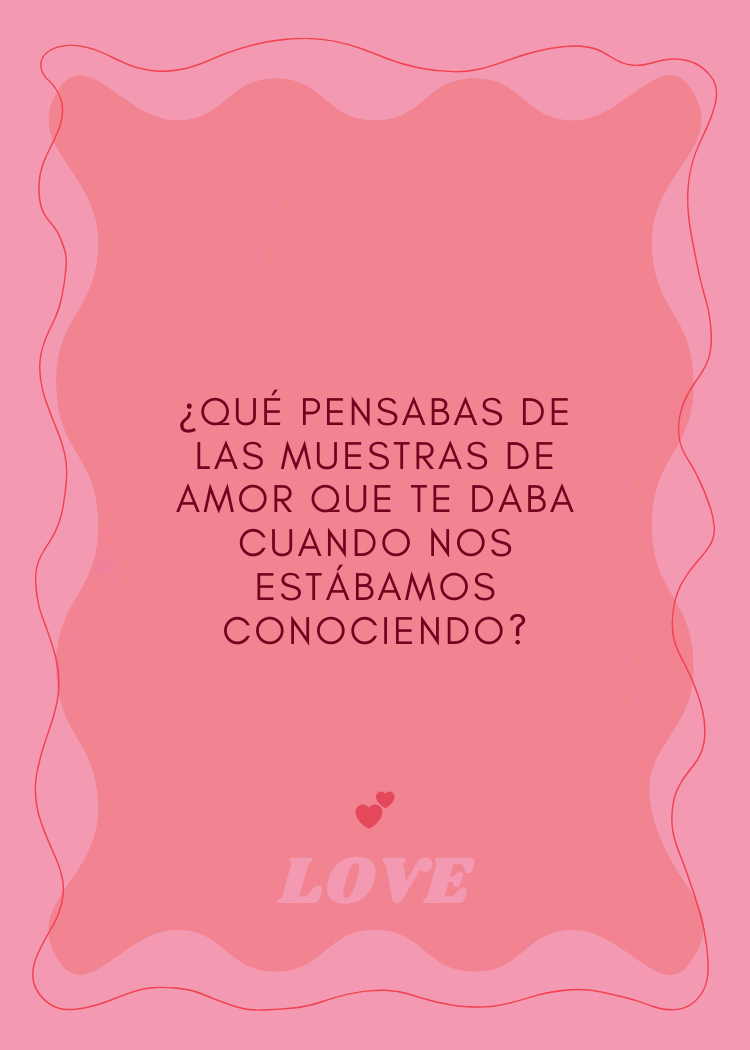 ¿QUÉ PENSABAS DE
LAS MUESTRAS DE
AMOR QUE TE DABA
CUANDO NOS
ESTÁBAMOS
CONOCIENDO?
LOVE